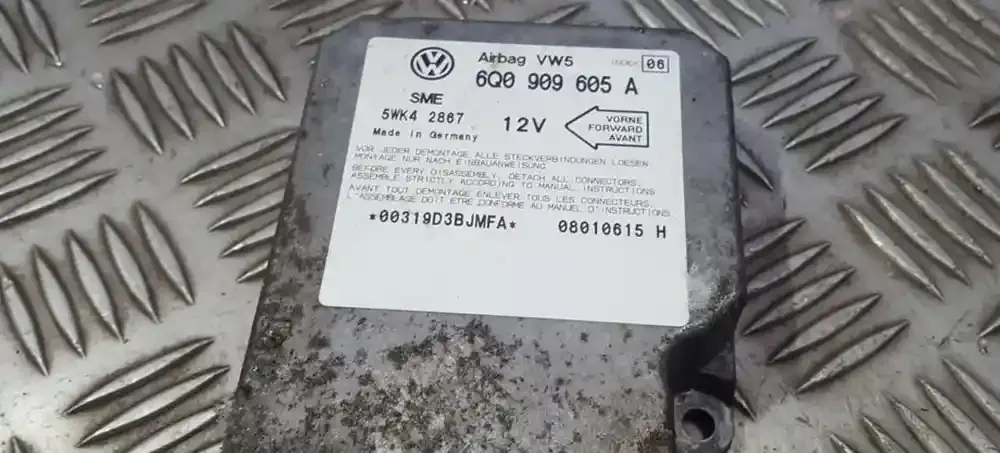 VW
Airbag VW5
INDEX 06
6Q0 909 605 A
SME
5WK4 2867
Made in Germany
12V
VORNE
FORWARD
AVANT
VOR JEDER DEMONTAGE ALLE STECKVERBINDUNGEN LOESEN
MONTAGE NUR NACH EINBAUANWEISUNG.
BEFORE EVERY DISASSEMBLY, DETACH ALL CONNECTORS.
ASSEMBLE STRICTLY ACCORDING TO MANUAL INSTRUCTIONS
AVANT TOUT DEMONTAGE ENLEVER TOUS LES CONNECTEURS.
L'ASSEMBLAGE DOIT ETRE CONFORME AU MANUEL D'INSTRUCTIONS
*00319D3BJMFA* 08010615 H